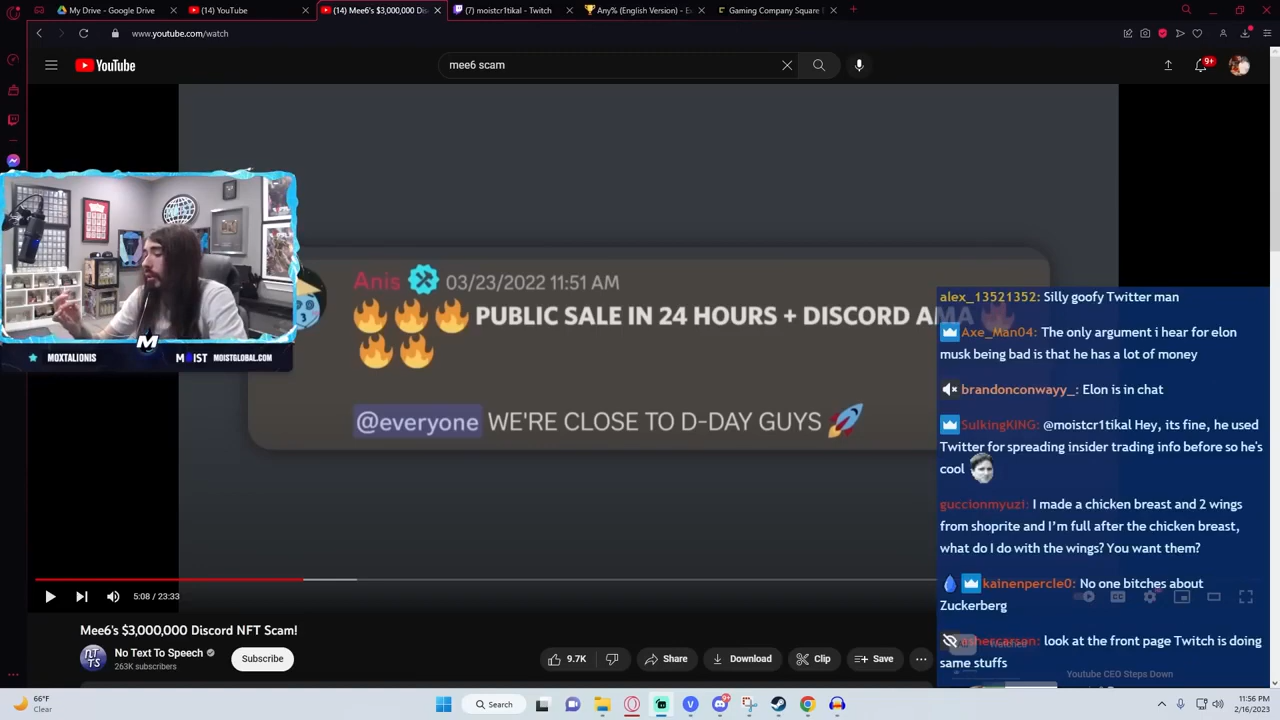 My Drive - Google Drive
(14) YouTube
(14) Mee6's $3,000,000 Dis
(7) moistcr1tikal - Twitch
Any% (English Version) - E
Gaming Company Square
www.youtube.com/watch
YouTube
mee6 scam
9+
Anis 03/23/2022 11:51 AM
PUBLIC SALE IN 24 HOURS + DISCORD AMA
@everyone WE'RE CLOSE TO D-DAY GUYS
M
MOXTALIONIS
MOIST MOISTGLOBAL.COM
alex_13521352: Silly goofy Twitter man
Axe_Man04: The only argument i hear for elon
musk being bad is that he has a lot of money
brandonconwayy_: Elon is in chat
SulkingKING: @moistcr1tikal Hey, its fine, he used
Twitter for spreading insider trading info before so he's
cool
guccionmyuzi: I made a chicken breast and 2 wings
from shoprite and I'm full after the chicken breast,
what do I do with the wings? You want them?
kainenpercle0: No one bitches about
Zuckerberg
ashercarson: look at the front page Twitch is doing
same stuffs
5:08 / 23:33
Mee6's $3,000,000 Discord NFT Scam!
No Text To Speech
263K subscribers
Subscribe
9.7K
Share
Download
Clip
Save
Youtube CEO Steps Down
66°F
Clear
Search
11:56 PM
2/16/2023